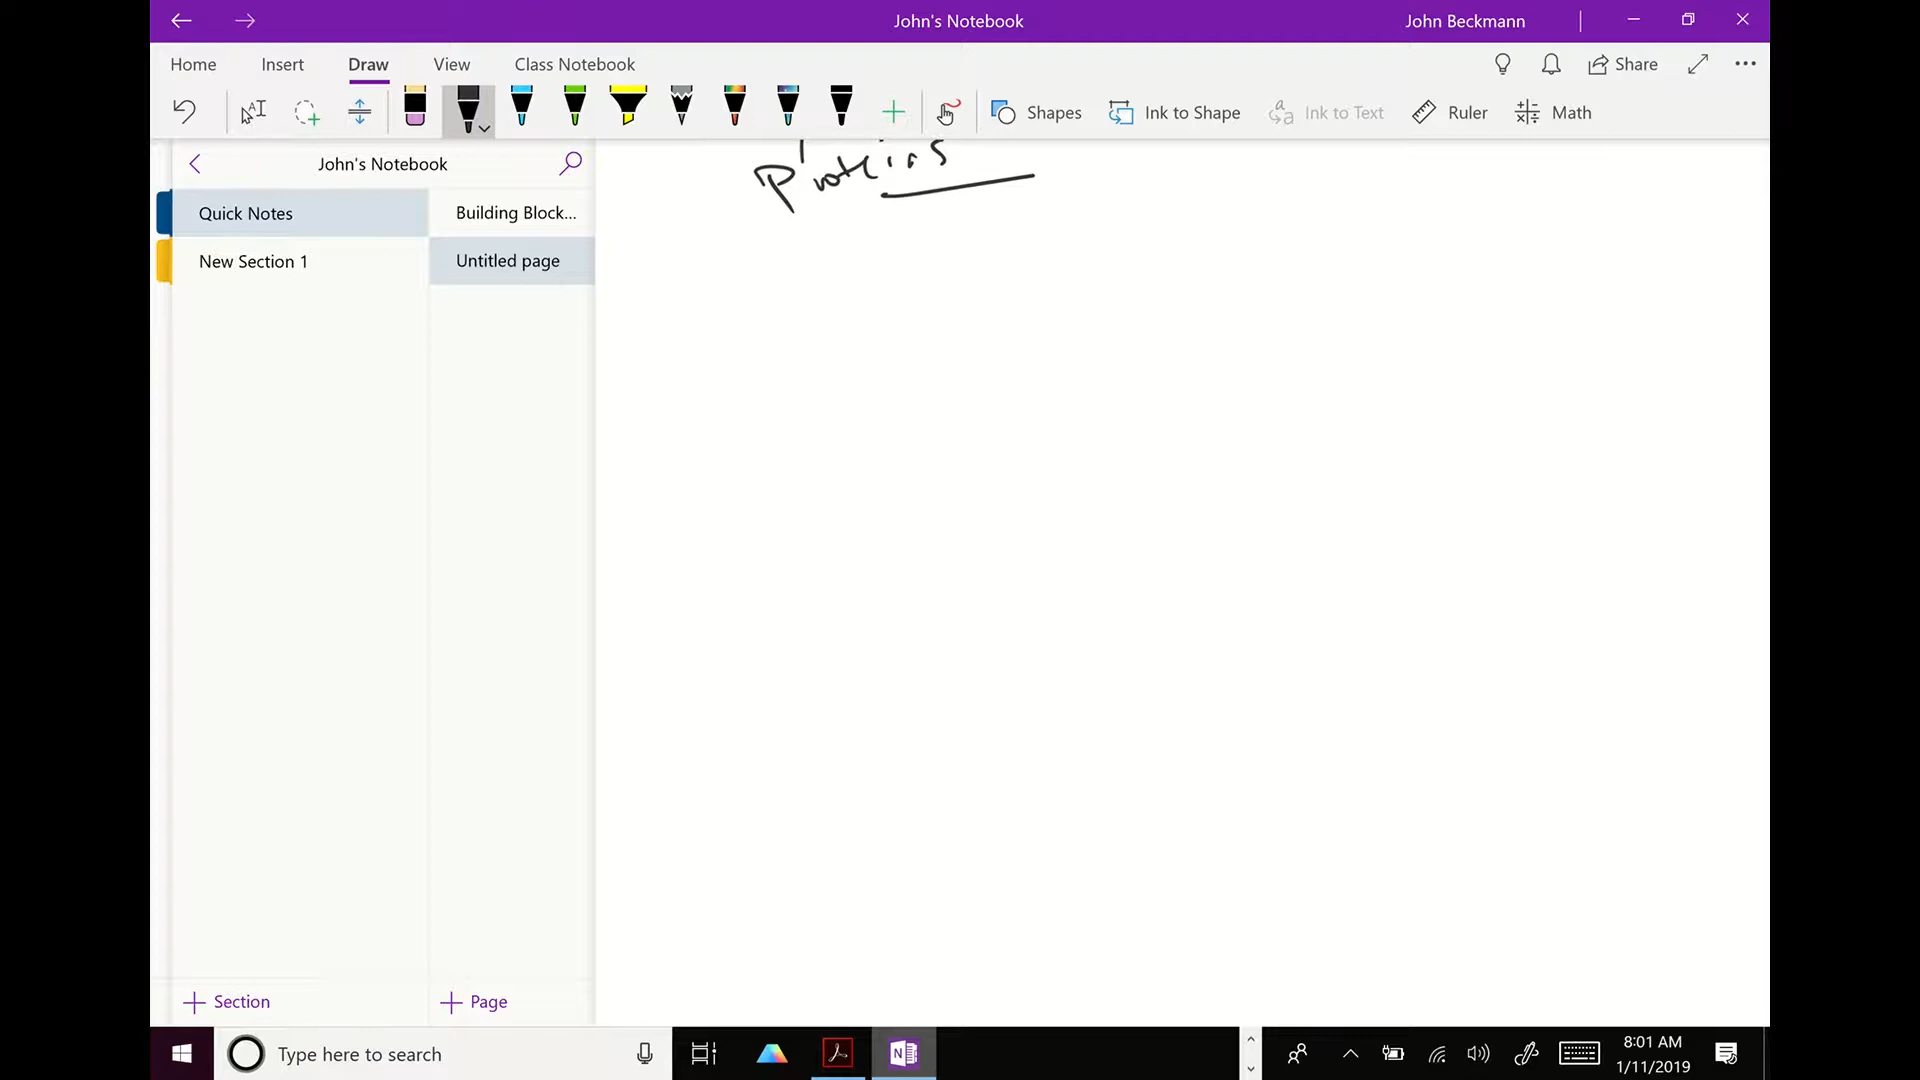 John's Notebook
John Beckmann
Home
Insert
Draw
View
Class Notebook
Share
Shapes
Ink to Shape
Ink to Text
Ruler
Math
John's Notebook
Proteins
Quick Notes
Building Block...
New Section 1
Untitled page
Section
Page
Type here to search
8:01 AM
1/11/2019